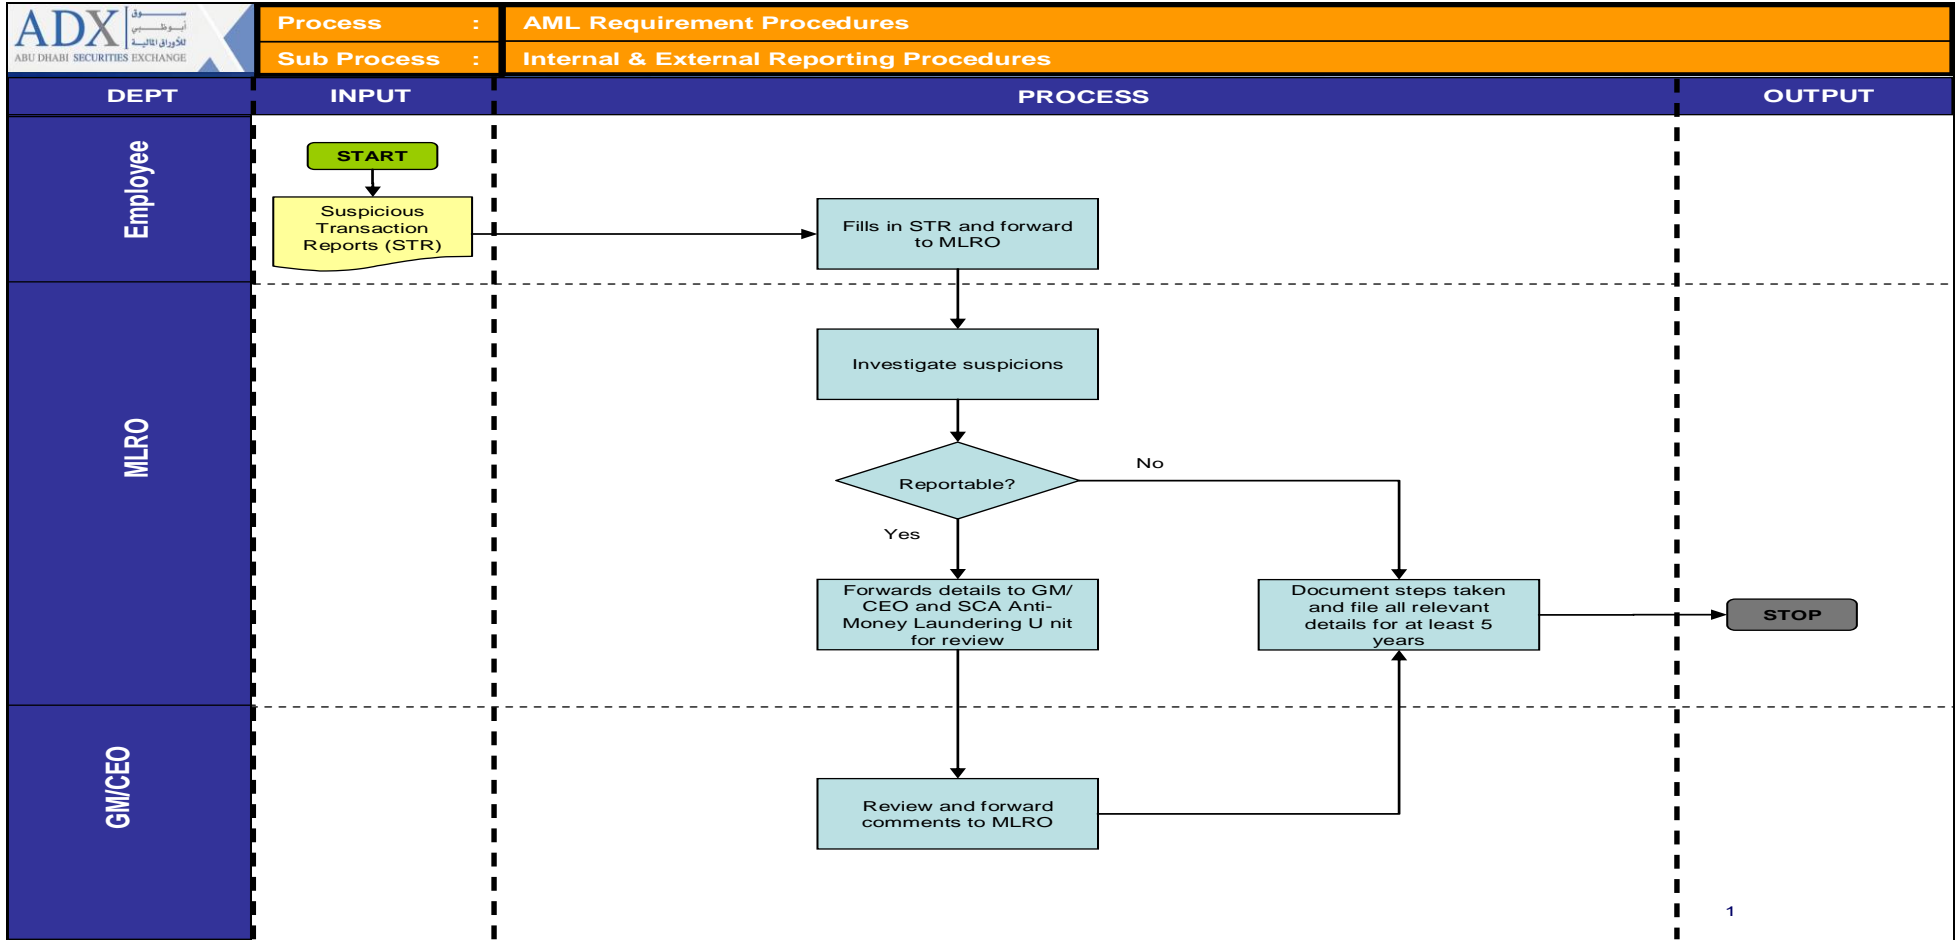 ADX
سوق
أبوظبي
للأوراق المالية
ABU DHABI SECURITIES EXCHANGE
Process : AML Requirement Procedures
Sub Process : Internal & External Reporting Procedures
DEPT INPUT PROCESS OUTPUT
Employee
START
Suspicious
Transaction
Reports (STR)
Fills in STR and forward
to MLRO
MLRO
Investigate suspicions
Reportable?
No
Yes
Forwards details to GM/
CEO and SCA Anti-
Money Laundering U nit
for review
Document steps taken
and file all relevant
details for at least 5
years
STOP
GM/CEO
Review and forward
comments to MLRO
1